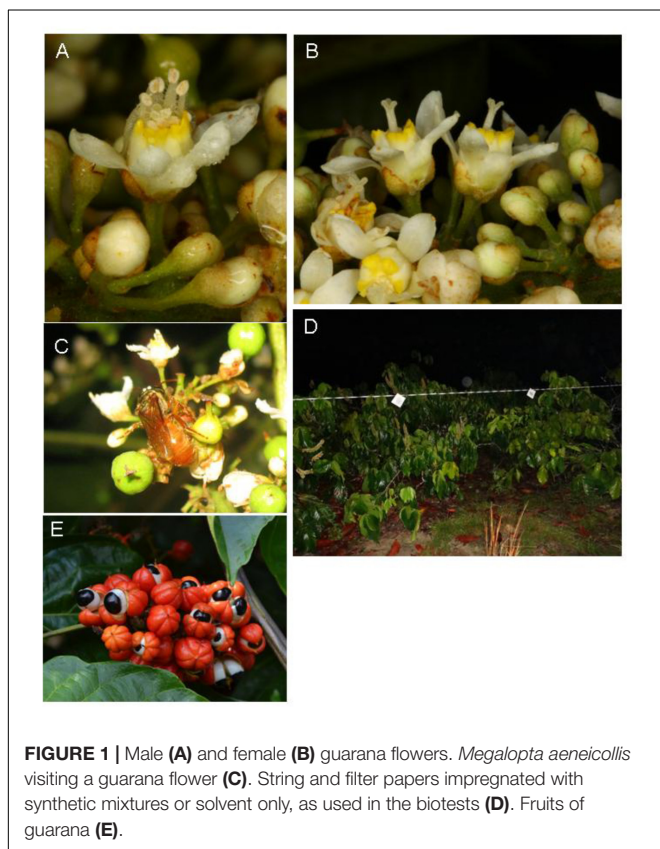 A
B
C
D
E
FIGURE 1 | Male (A) and female (B) guarana flowers. Megalopta aeneicollis
visiting a guarana flower (C). String and filter papers impregnated with
synthetic mixtures or solvent only, as used in the biotests (D). Fruits of
guarana (E).